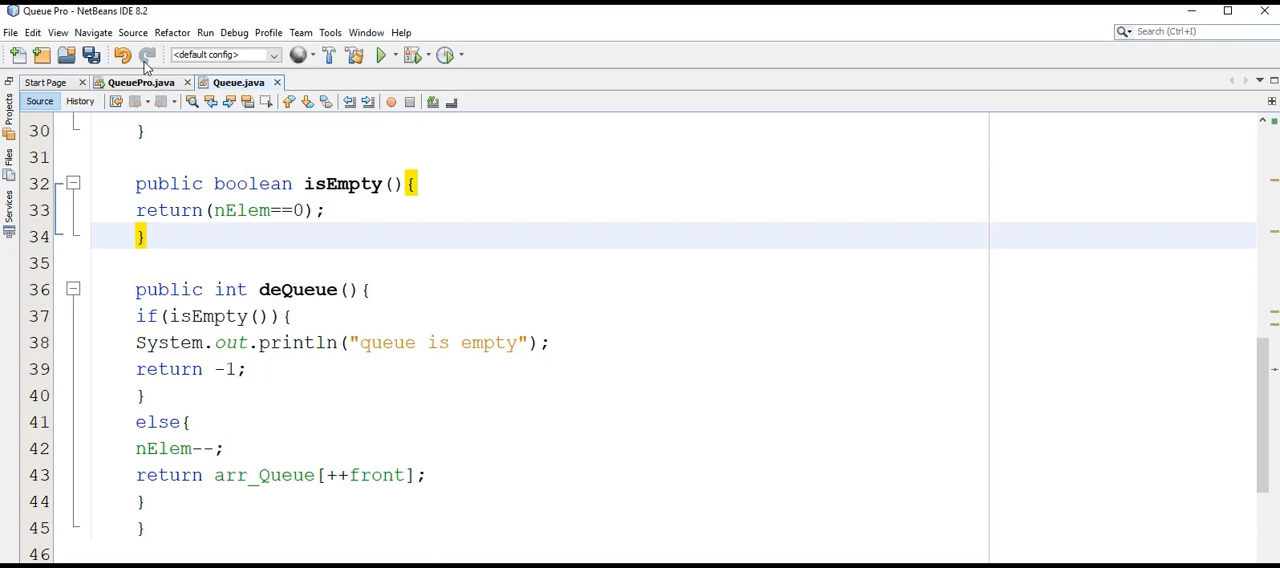 Queue Pro - NetBeans IDE 8.2
File Edit View Navigate Source Refactor Run Debug Profile Team Tools Window Help
Search (Ctrl+I)
<default config>
Start Page QueuePro.java Queue.java
Source History
Projects
Files
Services
30 }
31
32 public boolean isEmpty(){
33 return(nElem==0);
34 }
35
36 public int deQueue(){
37 if(isEmpty()){
38 System.out.println("queue is empty");
39 return -1;
40 }
41 else{
42 nElem--;
43 return arr_Queue[++front];
44 }
45 }
46